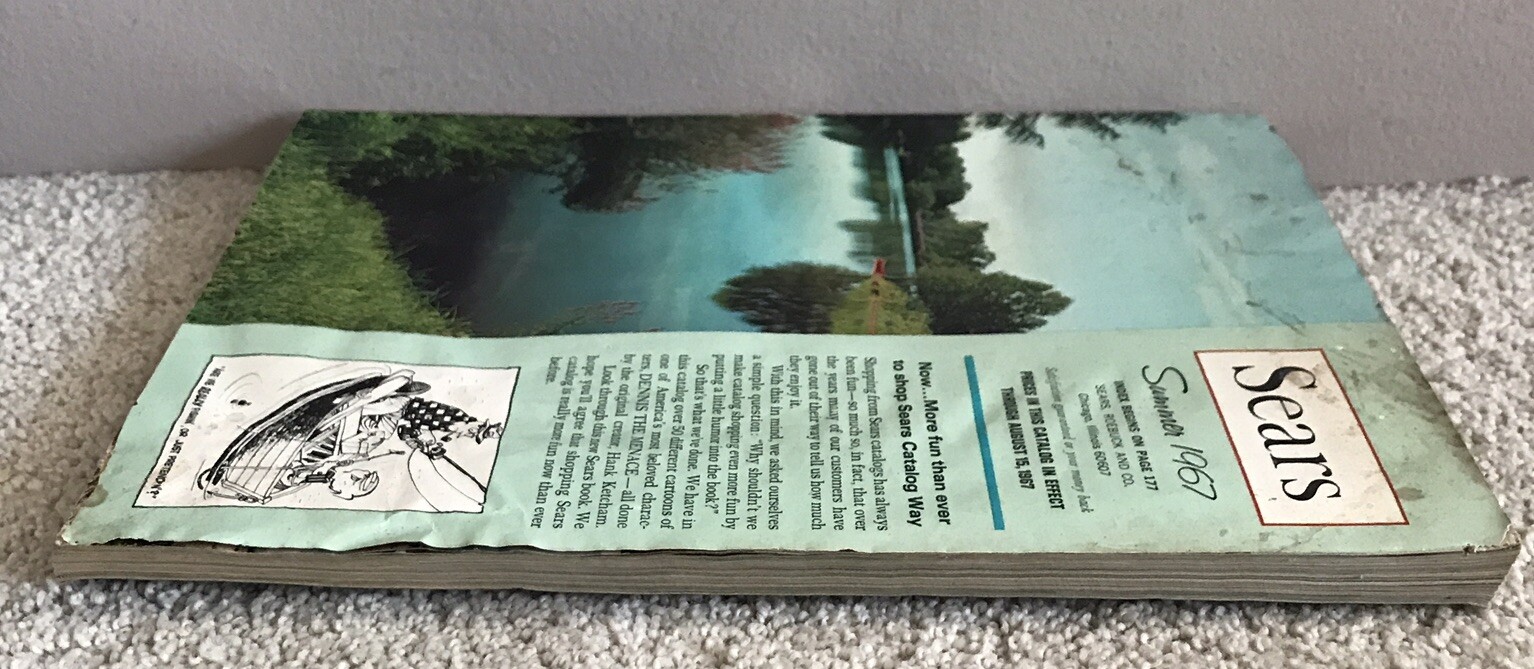 Sears
Summer 1967
INDEX BEGINS ON PAGE 177
SEARS, ROEBUCK AND CO.
Chicago, Illinois 60607
Satisfaction guaranteed or your money back
PRICES IN THIS CATALOG IN EFFECT
THROUGH AUGUST 15, 1967
Now...More fun than ever
to shop Sears Catalog Way
Shopping from Sears catalogs has always
been fun—so much so, in fact, that over
the years many of our customers have
gone out of their way to tell us how much
they enjoy it.
With this in mind, we asked ourselves
a simple question: "Why shouldn't we
make catalog shopping even more fun by
putting a little humor into the book?"
So that's what we've done. We have in
this catalog over 50 different cartoons of
one of America's most beloved charac-
ters, DENNIS THE MENACE—all done
by the original creator, Hank Ketcham.
Look through this new Sears book. We
hope you'll agree that shopping Sears
catalog is really more fun now than ever
before.